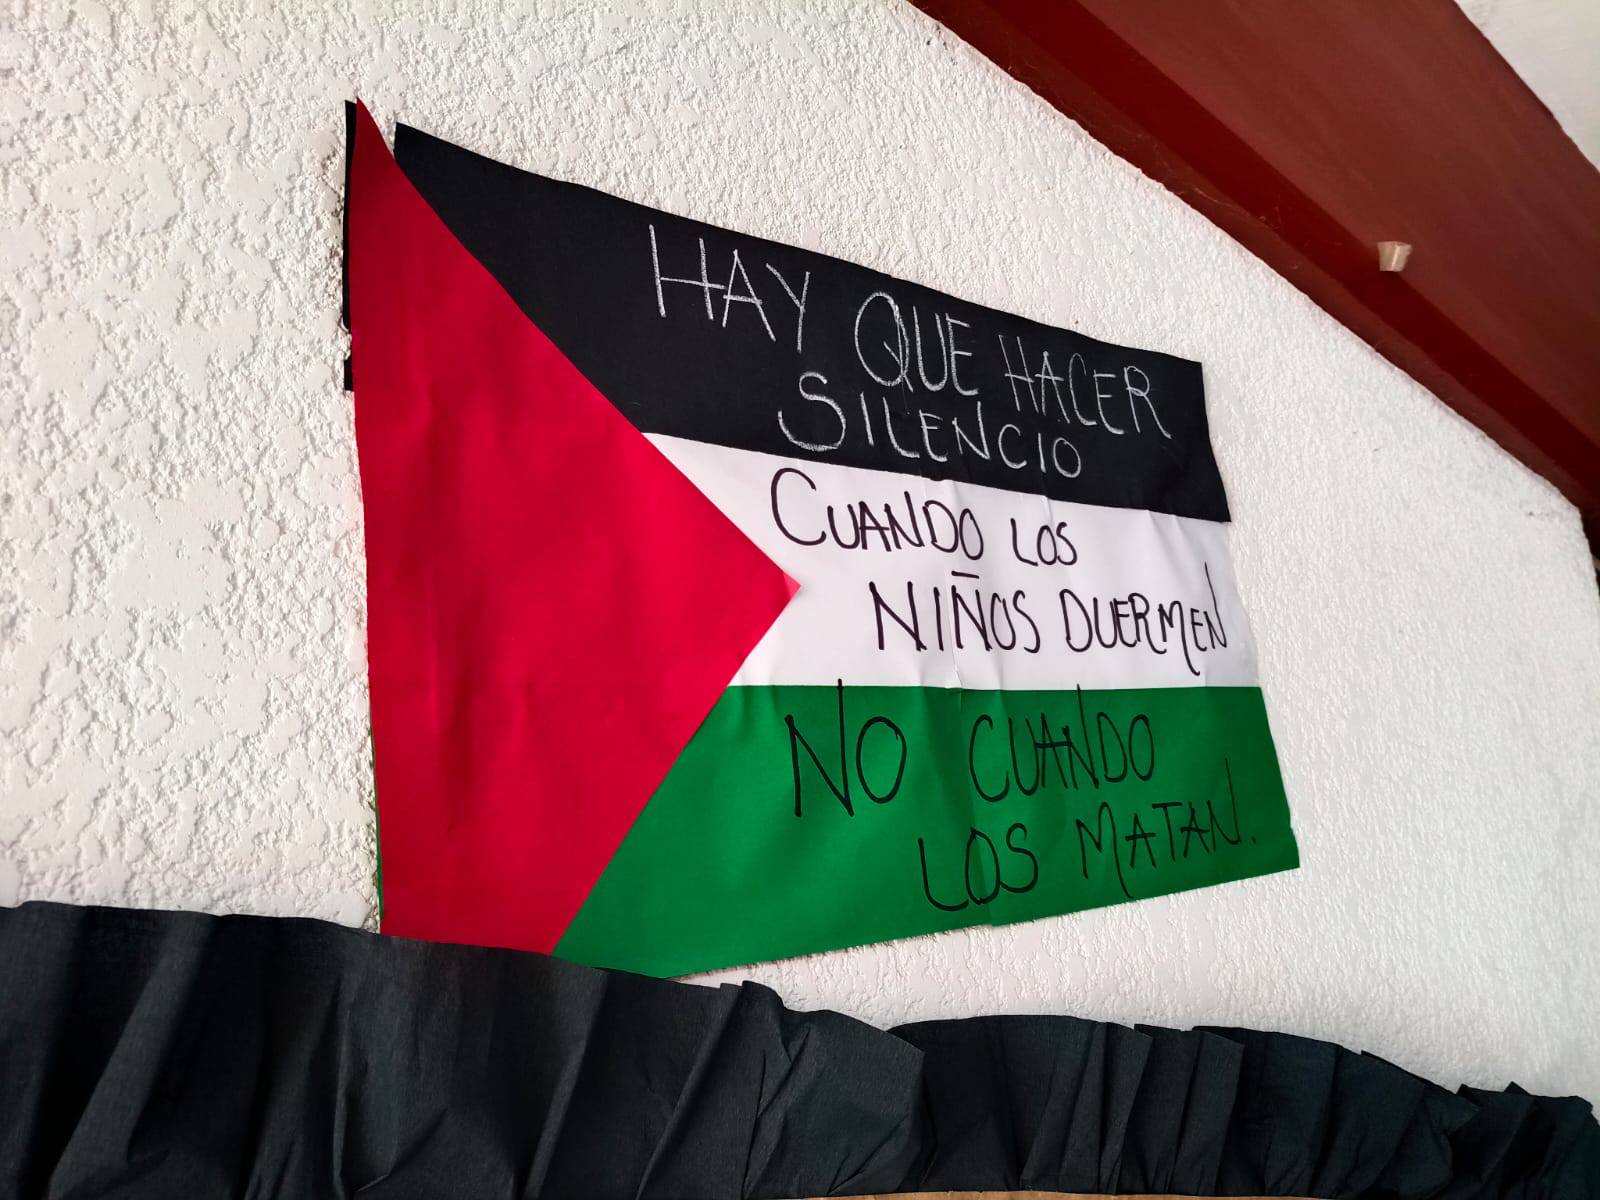 HAY QUE HACER
SILENCIO
CUANDO LOS
NIÑOS DUERMEN
NO CUANDO
LOS MATAN.